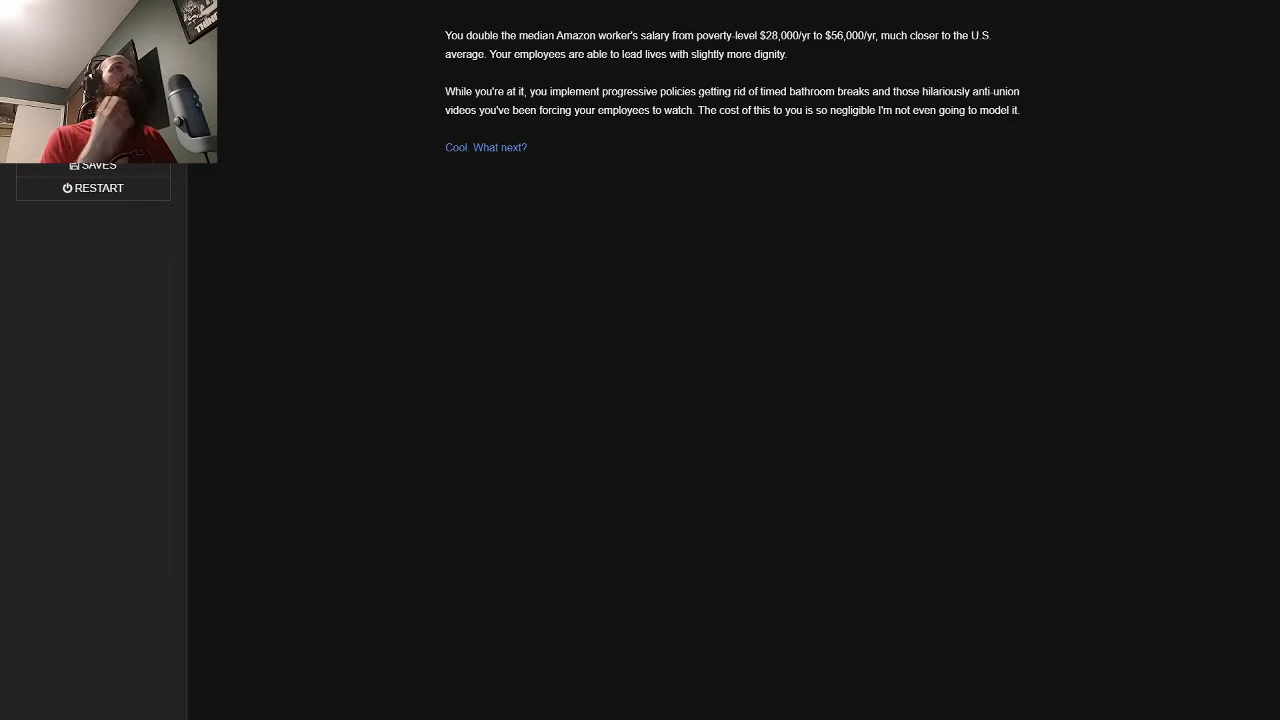 THIN
You double the median Amazon worker's salary from poverty-level $28,000/yr to $56,000/yr, much closer to the U.S.
average. Your employees are able to lead lives with slightly more dignity.
While you're at it, you implement progressive policies getting rid of timed bathroom breaks and those hilariously anti-union
videos you've been forcing your employees to watch. The cost of this to you is so negligible I'm not even going to model it.
Cool. What next?
SAVES
RESTART